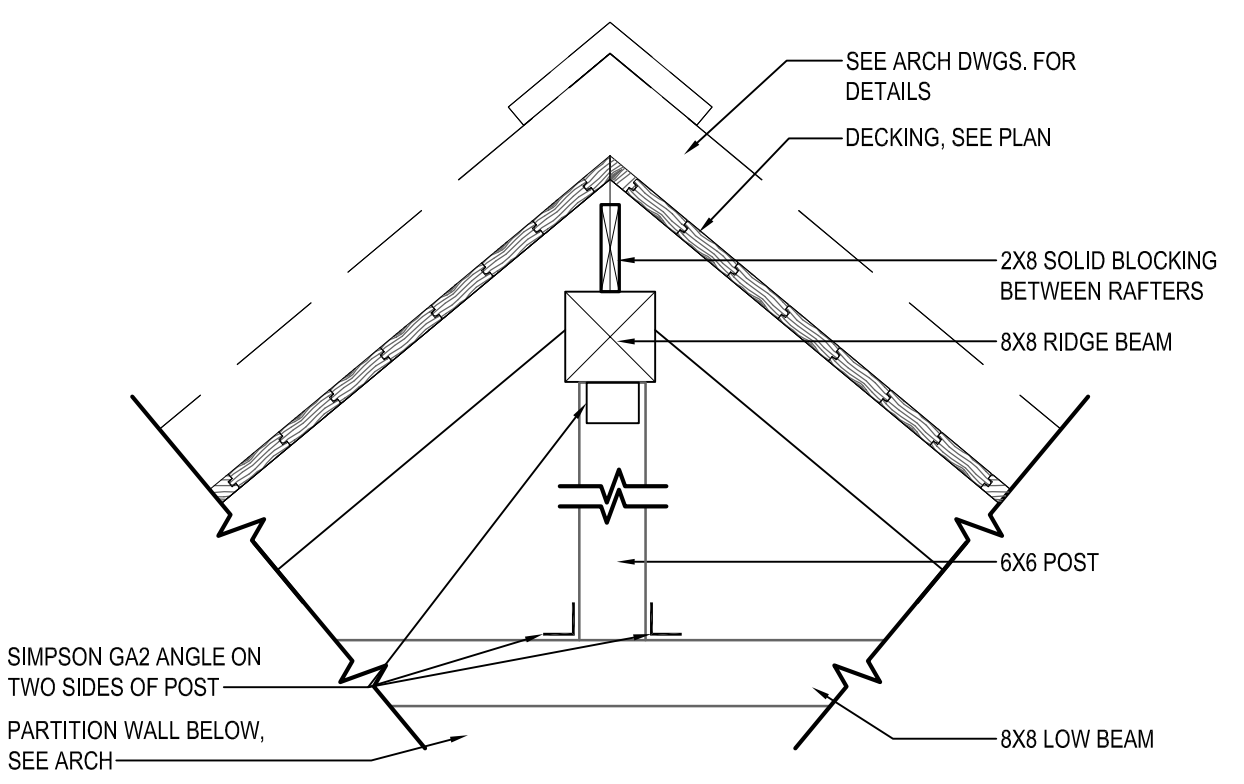 SEE ARCH DWGS. FOR
DETAILS
DECKING, SEE PLAN
2X8 SOLID BLOCKING
BETWEEN RAFTERS
8X8 RIDGE BEAM
6X6 POST
SIMPSON GA2 ANGLE ON
TWO SIDES OF POST
PARTITION WALL BELOW,
SEE ARCH
8X8 LOW BEAM